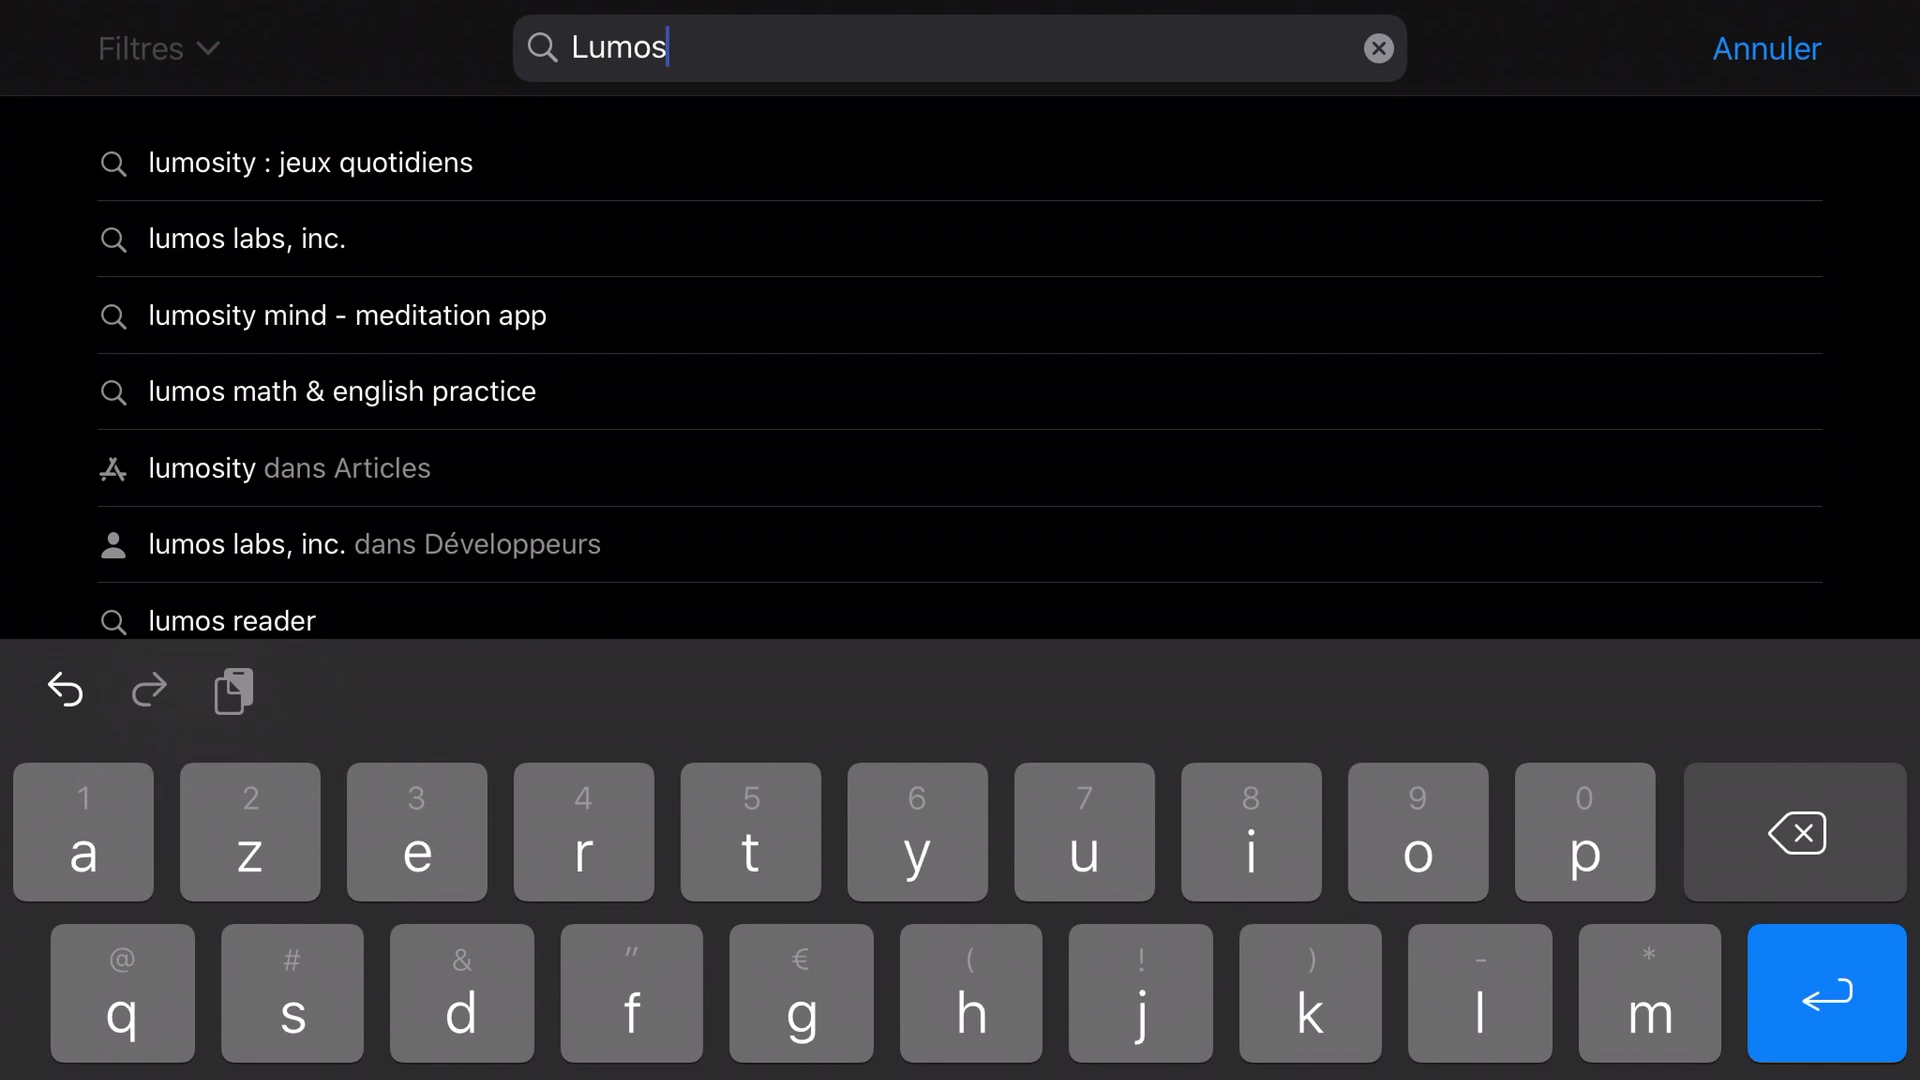 Filtres
Lumos
Annuler
lumosity : jeux quotidiens
lumos labs, inc.
lumosity mind - meditation app
lumos math & english practice
lumosity dans Articles
lumos labs, inc. dans Développeurs
lumos reader
1 2 3 4 5 6 7 8 9 0
a z e r t y u i o p
@ # & " € ( ! ) - *
q s d f g h j k l m